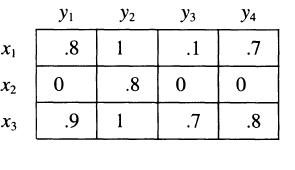 y1 y2 y3 y4
x1 .8 1 .1 .7
x2 0 .8 0 0
x3 .9 1 .7 .8